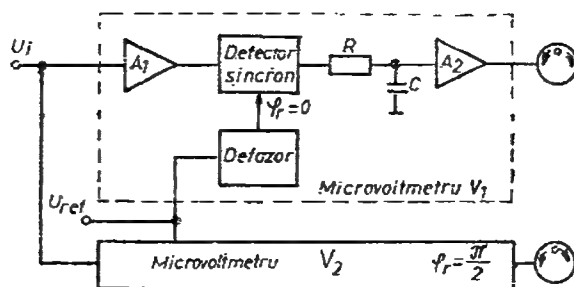 Ui
A1
Detector
sincron
R
C
A2
φr=0
Defazor
Microvoltmetru V1
Uref
Microvoltmetru V2
φr=π/2